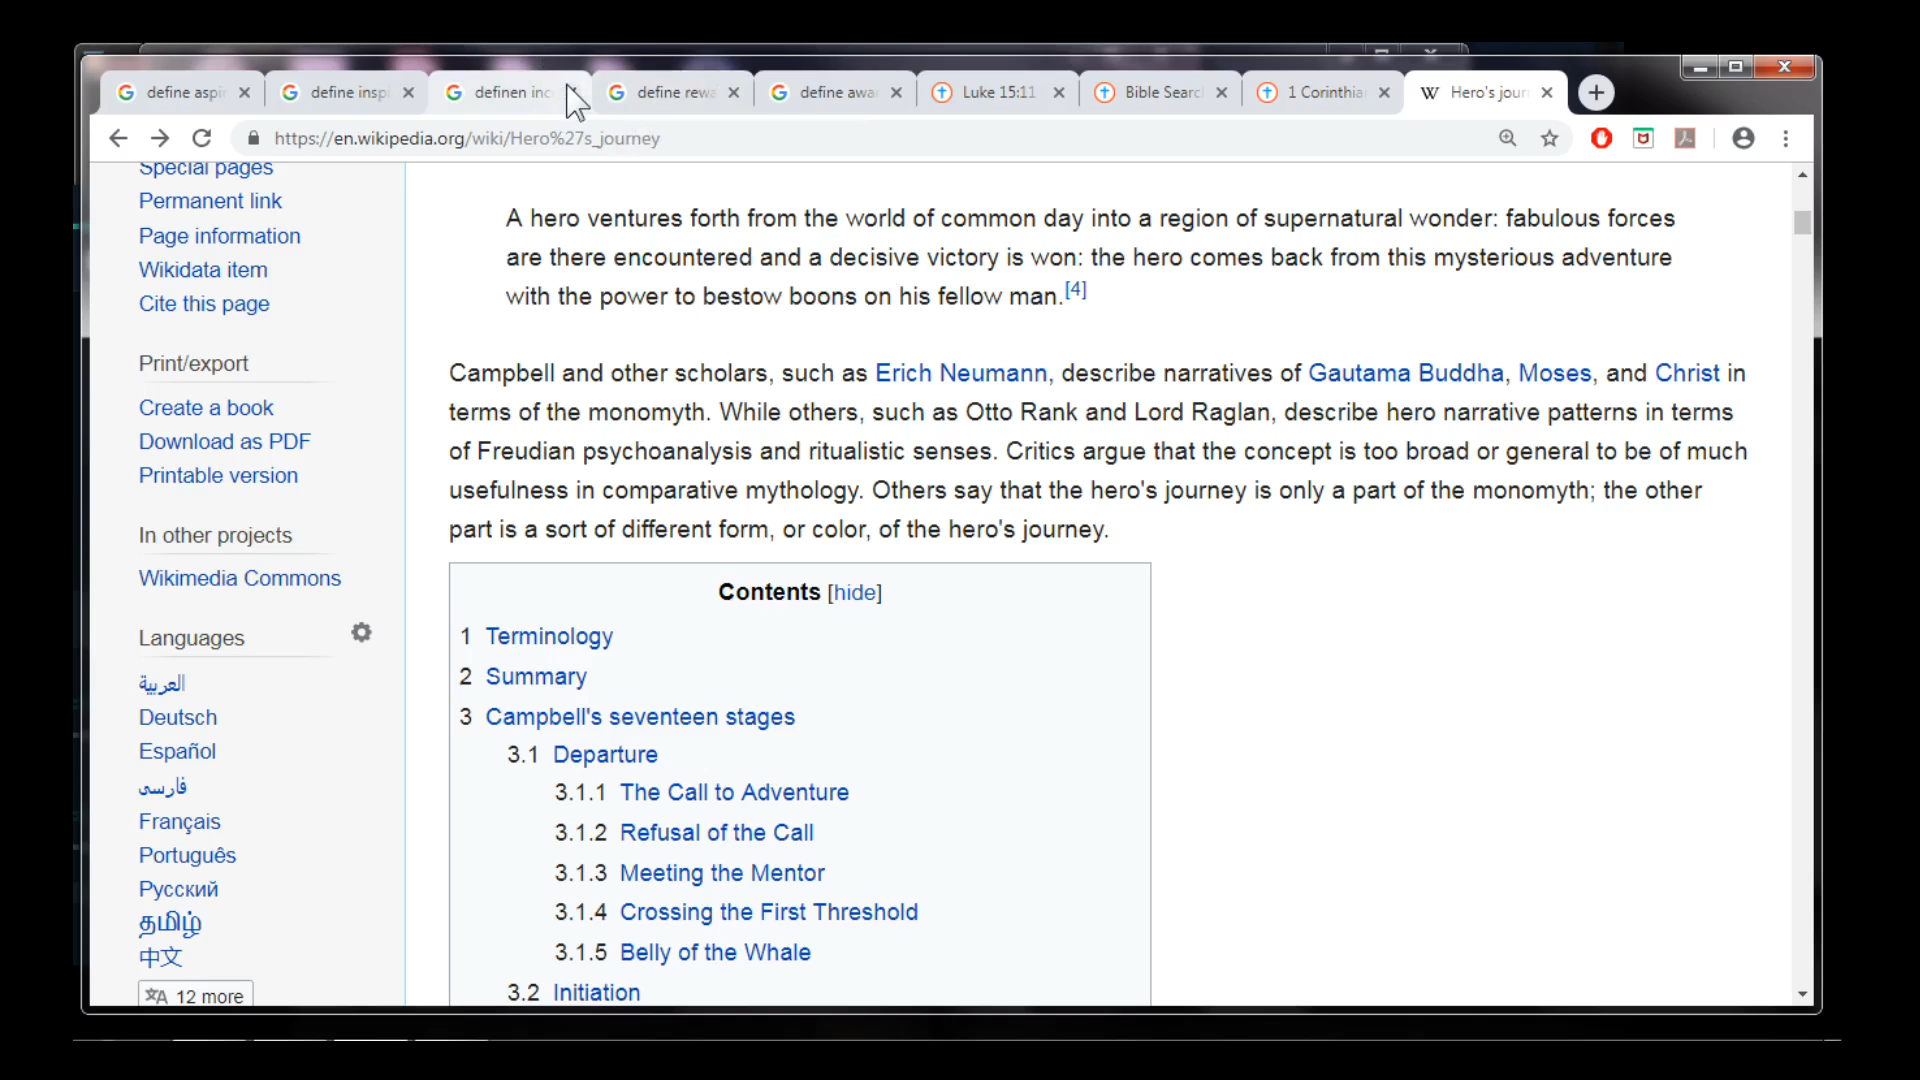 define aspi
define insp
definen inc
define rewa
define awa
Luke 15:11
Bible Searc
1 Corinthia
Hero's jour
https://en.wikipedia.org/wiki/Hero%27s_journey
Special pages
Permanent link
Page information
Wikidata item
Cite this page
Print/export
Create a book
Download as PDF
Printable version
In other projects
Wikimedia Commons
Languages
العربية
Deutsch
Español
فارسی
Français
Português
Русский
தமிழ்
中文
12 more
A hero ventures forth from the world of common day into a region of supernatural wonder: fabulous forces
are there encountered and a decisive victory is won: the hero comes back from this mysterious adventure
with the power to bestow boons on his fellow man.[4]
Campbell and other scholars, such as Erich Neumann, describe narratives of Gautama Buddha, Moses, and Christ in
terms of the monomyth. While others, such as Otto Rank and Lord Raglan, describe hero narrative patterns in terms
of Freudian psychoanalysis and ritualistic senses. Critics argue that the concept is too broad or general to be of much
usefulness in comparative mythology. Others say that the hero's journey is only a part of the monomyth; the other
part is a sort of different form, or color, of the hero's journey.
Contents [hide]
1 Terminology
2 Summary
3 Campbell's seventeen stages
3.1 Departure
3.1.1 The Call to Adventure
3.1.2 Refusal of the Call
3.1.3 Meeting the Mentor
3.1.4 Crossing the First Threshold
3.1.5 Belly of the Whale
3.2 Initiation